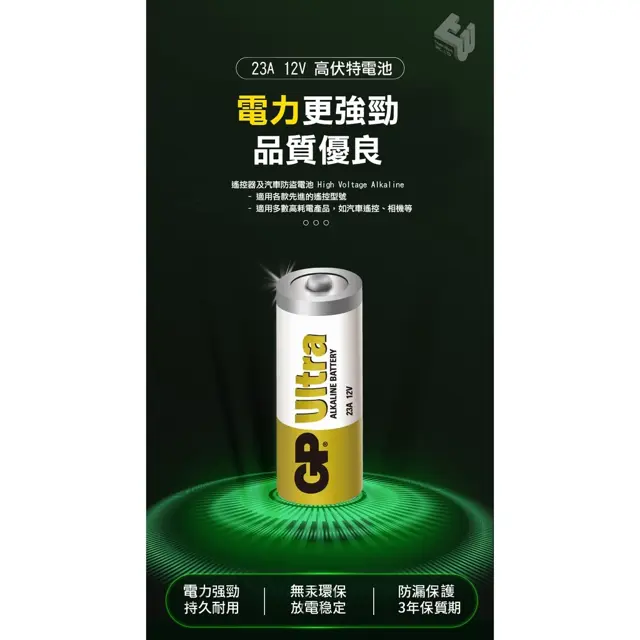 23A 12V 高伏特電池
電力更強勁
品質優良
遙控器及汽車防盜電池 High Voltage Alkaline
- 適用各款先進的遙控型號
- 適用多數高耗電產品，如汽車遙控、相機等
GP Ultra
ALKALINE BATTERY
23A 12V
電力强勁
持久耐用
無汞環保
放電稳定
防漏保護
3年保質期